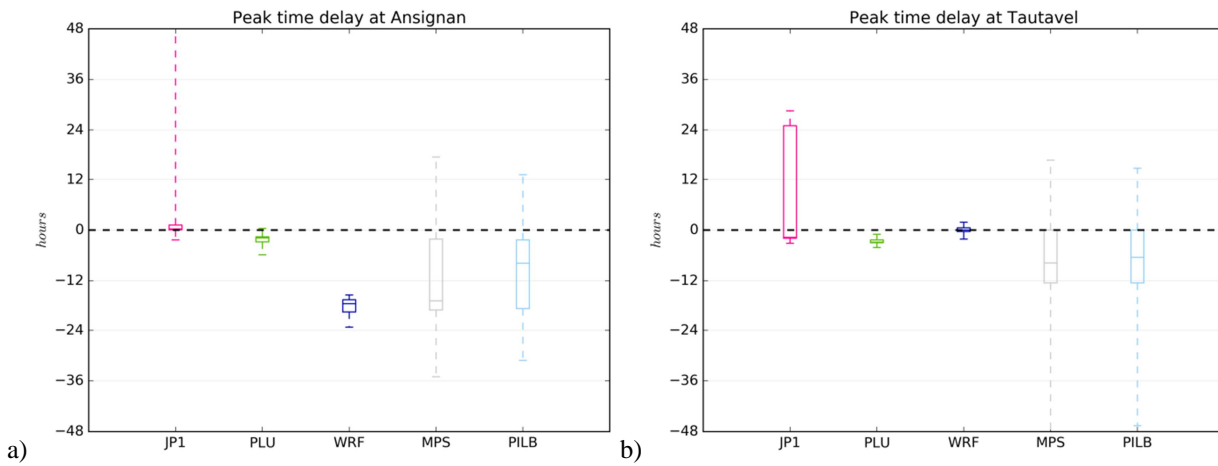 Peak time delay at Ansignan
48
36
24
12
0
−12
−24
−36
−48
hours
JP1 PLU WRF MPS PILB
a)
Peak time delay at Tautavel
48
36
24
12
0
−12
−24
−36
−48
hours
JP1 PLU WRF MPS PILB
b)